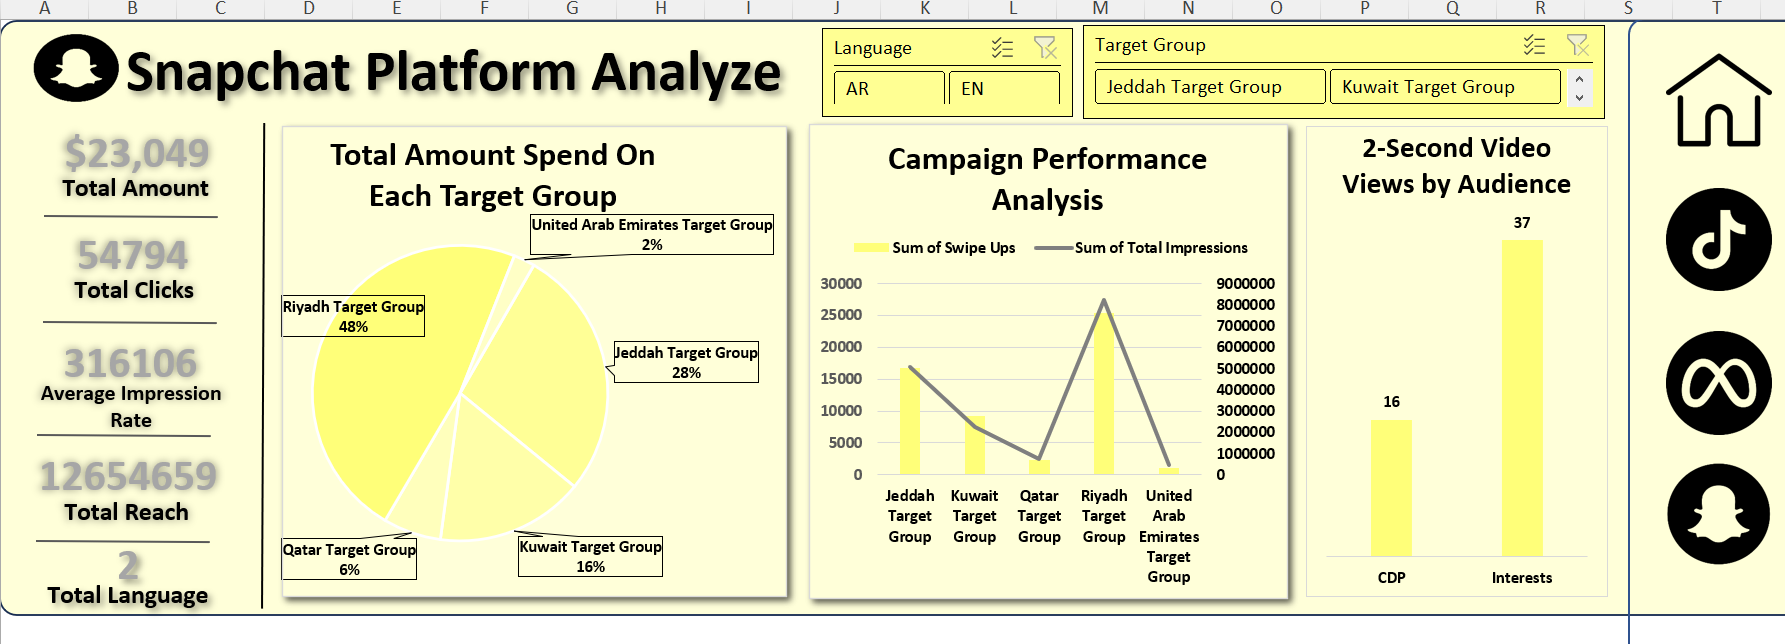 A B C D E F G H I J K L M N O P Q R S T
Snapchat Platform Analyze
Language
AR EN
Target Group
Jeddah Target Group Kuwait Target Group
$23,049
Total Amount
54794
Total Clicks
316106
Average Impression
Rate
12654659
Total Reach
2
Total Language
Total Amount Spend On
Each Target Group
United Arab Emirates Target Group
2%
Riyadh Target Group
48%
Jeddah Target Group
28%
Qatar Target Group
6%
Kuwait Target Group
16%
Campaign Performance
Analysis
Sum of Swipe Ups Sum of Total Impressions
30000
25000
20000
15000
10000
5000
0
9000000
8000000
7000000
6000000
5000000
4000000
3000000
2000000
1000000
0
Jeddah
Target
Group
Kuwait
Target
Group
Qatar
Target
Group
Riyadh
Target
Group
United
Arab
Emirates
Target
Group
2-Second Video
Views by Audience
37
16
CDP Interests